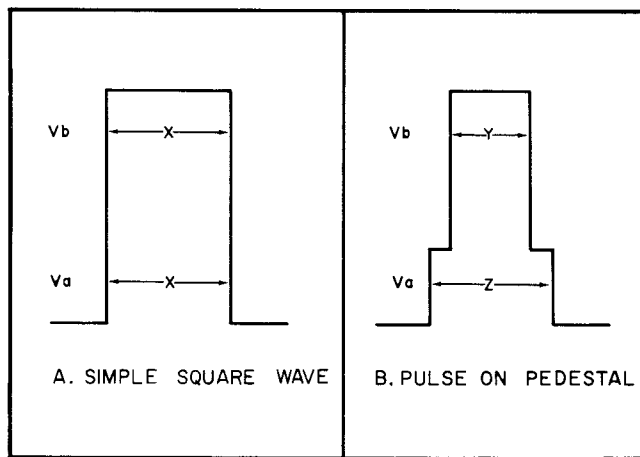 Vb
X
Va
X
A. SIMPLE SQUARE WAVE
Vb
Y
Va
Z
B. PULSE ON PEDESTAL